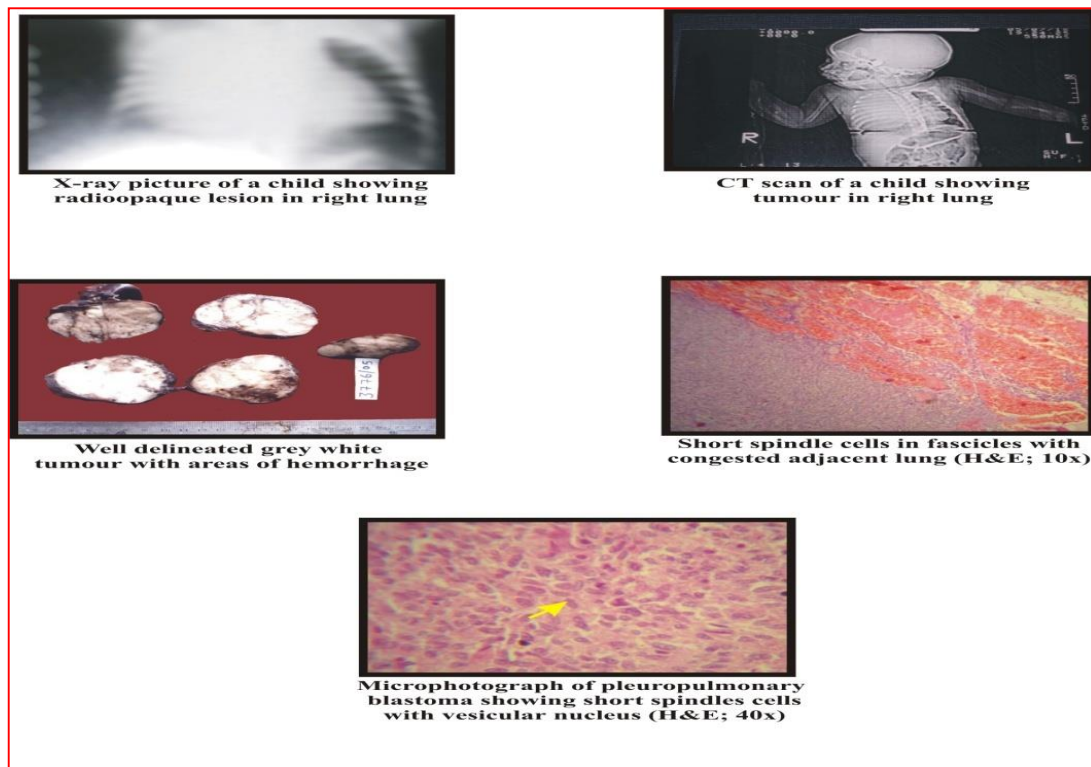 X-ray picture of a child showing
radioopaque lesion in right lung
R
L
CT scan of a child showing
tumour in right lung
3776/05
Well delineated grey white
tumour with areas of hemorrhage
Short spindle cells in fascicles with
congested adjacent lung (H&E; 10x)
Microphotograph of pleuropulmonary
blastoma showing short spindles cells
with vesicular nucleus (H&E; 40x)